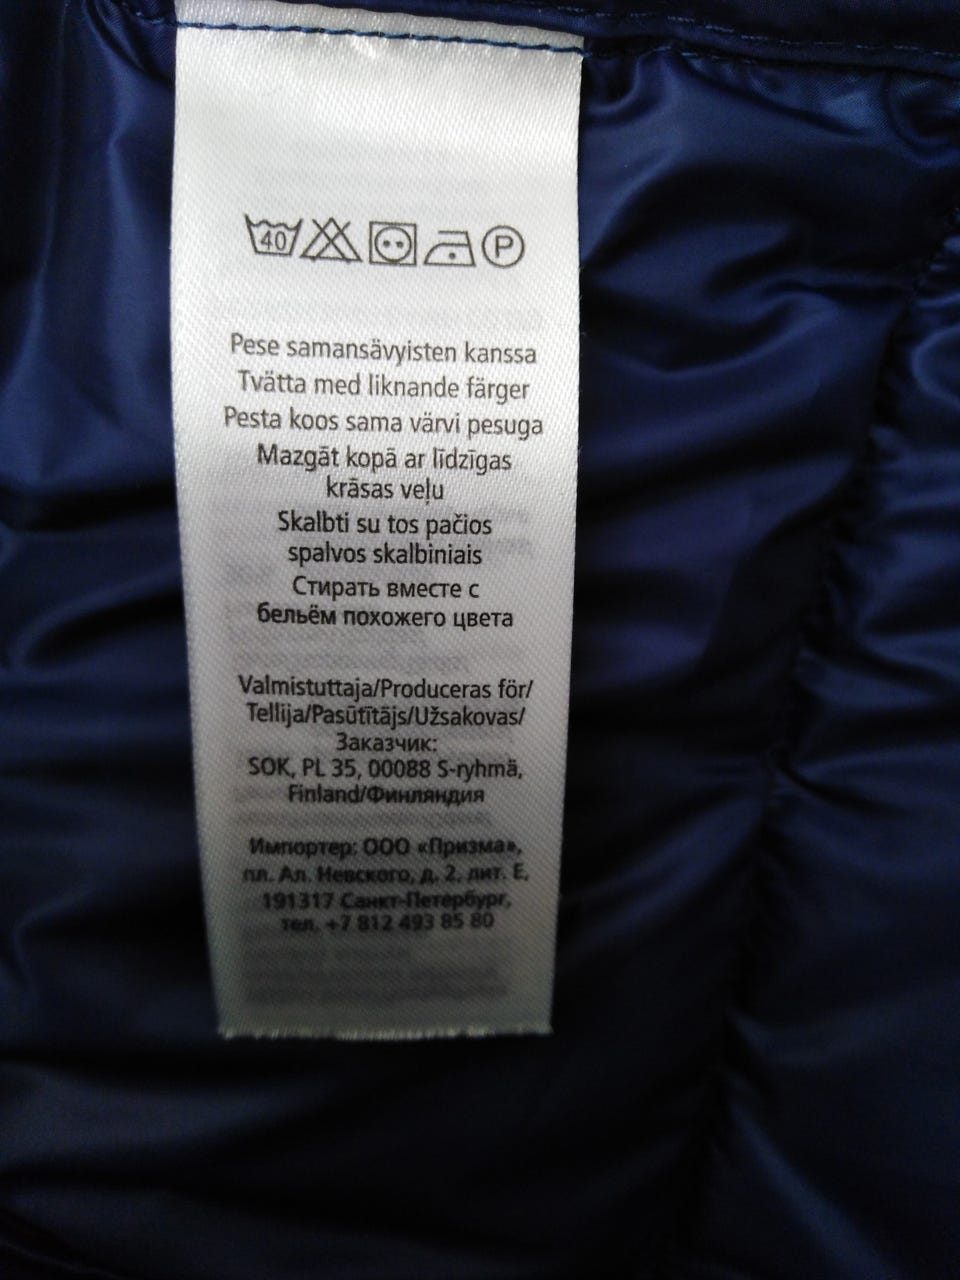 40 P
Pese samansävyisten kanssa
Tvätta med liknande färger
Pesta koos sama värvi pesuga
Mazgāt kopā ar līdzīgas
krāsas veļu
Skalbti su tos pačios
spalvos skalbiniais
Стирать вместе с
бельём похожего цвета
Valmistuttaja/Produceras för/
Tellija/Pasūtītājs/Užsakovas/
Заказчик:
SOK, PL 35, 00088 S-ryhmä,
Finland/Финляндия
Импортер: ООО «Призма»,
пл. Ал. Невского, д. 2, лит. Е,
191317 Санкт-Петербург,
тел. +7 812 493 85 80